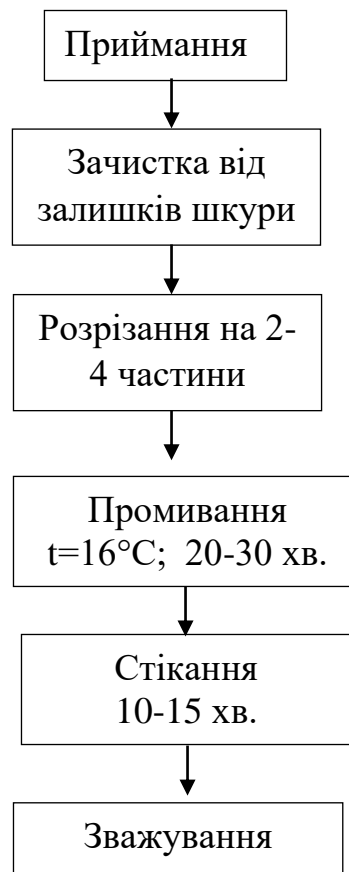 Приймання
Зачистка від
залишків шкури
Розрізання на 2-
4 частини
Промивання
t=16°C; 20-30 хв.
Стікання
10-15 хв.
Зважування